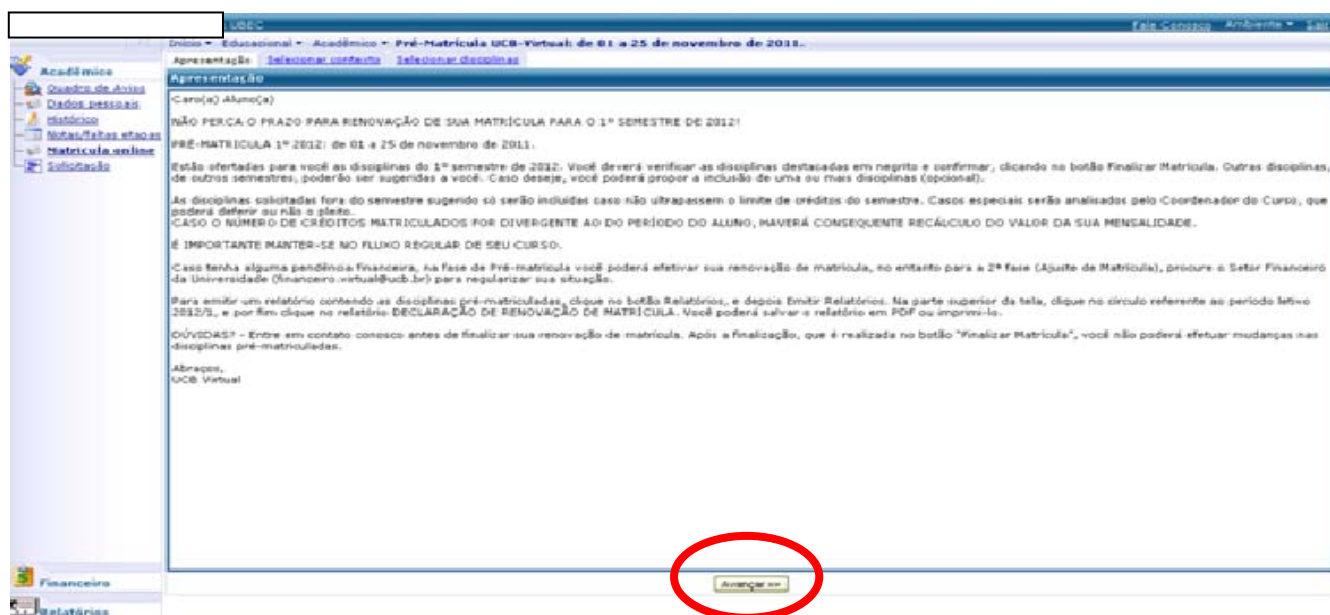 UBEC
Fale Conosco Ambiente Sair
Início Educacional Acadêmico Pré-Matrícula UCB-Virtual: de 01 a 25 de novembro de 2011.
Apresentação Selecionar contexto Selecionar disciplinas
Acadêmico
Quadro de Aviso
Dados pessoais
Histórico
Notas/faltas etapas
Matrícula online
Solicitação
Apresentação
Caro(a) Aluno(a)
NÃO PERCA O PRAZO PARA RENOVAÇÃO DE SUA MATRÍCULA PARA O 1º SEMESTRE DE 2012!
PRÉ-MATRÍCULA 1º 2012: de 01 a 25 de novembro de 2011.
Estão ofertadas para você as disciplinas do 1º semestre de 2012. Você deverá verificar as disciplinas destacadas em negrito e confirmar, clicando no botão Finalizar Matrícula. Outras disciplinas,
de outros semestres, poderão ser sugeridas a você. Caso deseje, você poderá propor a inclusão de uma ou mais disciplinas (opcional).
As disciplinas solicitadas fora do semestre sugerido só serão incluídas caso não ultrapassem o limite de créditos do semestre. Casos especiais serão analisados pelo Coordenador do Curso, que
poderá deferir ou não o pleito.
CASO O NÚMERO DE CRÉDITOS MATRICULADOS FOR DIVERGENTE AO DO PERÍODO DO ALUNO, HAVERÁ CONSEQUENTE RECÁLCULO DO VALOR DA SUA MENSALIDADE.
É IMPORTANTE MANTER-SE NO FLUXO REGULAR DE SEU CURSO.
Caso tenha alguma pendência financeira, na fase de Pré-matrícula você poderá efetivar sua renovação de matrícula, no entanto para a 2ª fase (Ajuste de Matrícula), procure o Setor Financeiro
da Universidade (financeiro.virtual@ucb.br) para regularizar sua situação.
Para emitir um relatório contendo as disciplinas pré-matriculadas, clique no botão Relatórios, e depois Emitir Relatórios. Na parte superior da tela, clique no círculo referente ao período letivo
2012/1, e por fim clique no relatório DECLARAÇÃO DE RENOVAÇÃO DE MATRÍCULA. Você poderá salvar o relatório em PDF ou imprimi-lo.
DÚVIDAS? - Entre em contato conosco antes de finalizar sua renovação de matrícula. Após a finalização, que é realizada no botão "Finalizar Matrícula", você não poderá efetuar mudanças nas
disciplinas pré-matriculadas.
Abraços,
UCB Virtual
Financeiro
Avançar >>
Relatórios